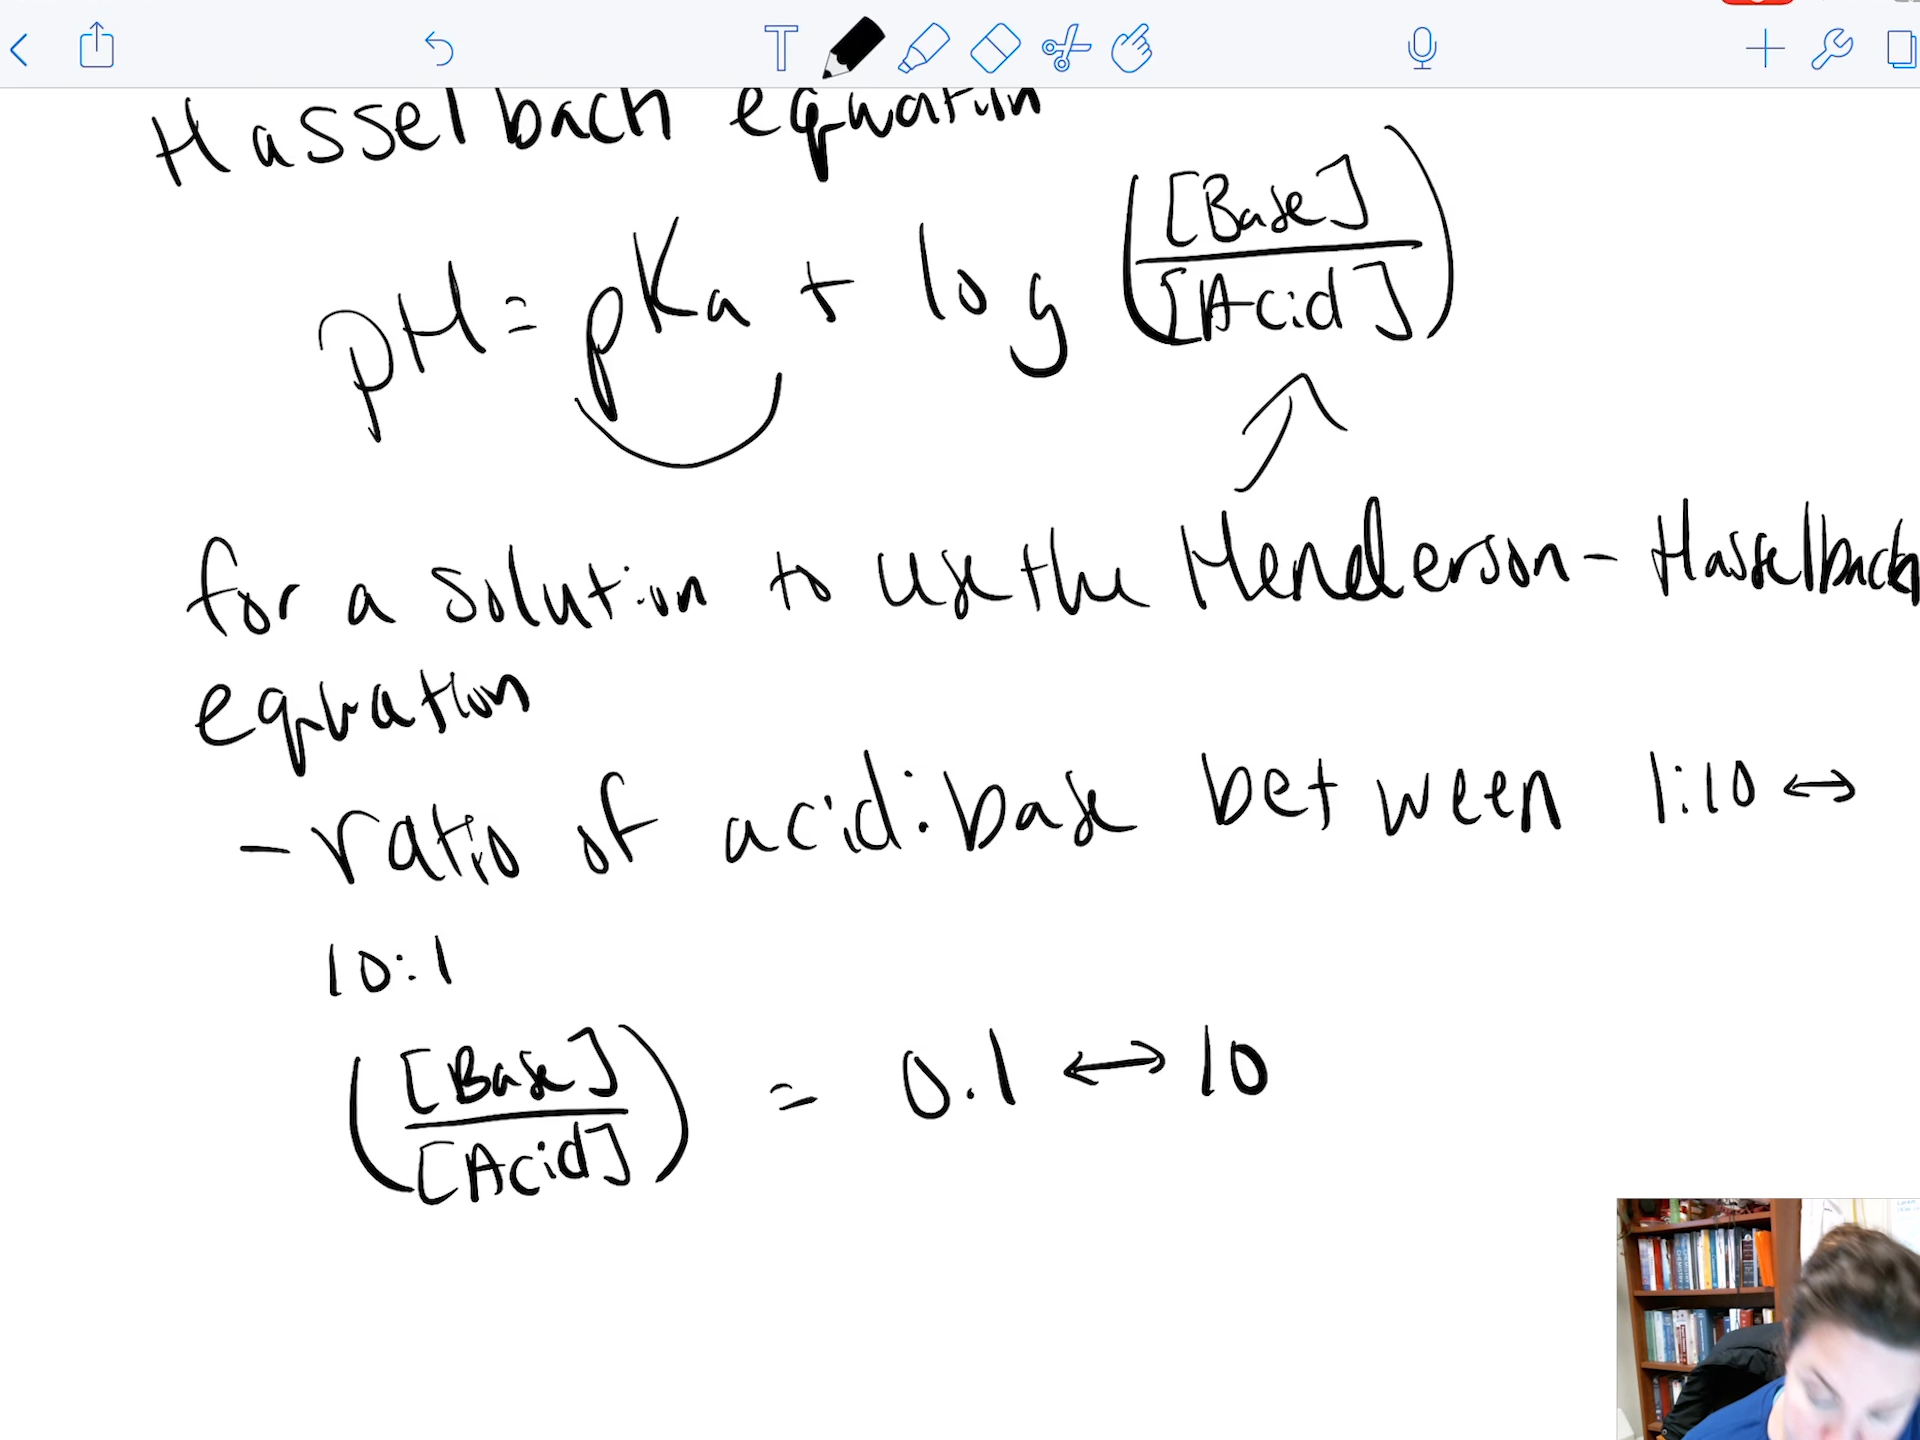 Hasselbach equation
pH = pKa + log ([Base]/[Acid])
for a solution to use the Henderson-Hasselbach
equation
- ratio of acid:base between 1:10 ↔
10:1
([Base]/[Acid]) = 0.1 ↔ 10